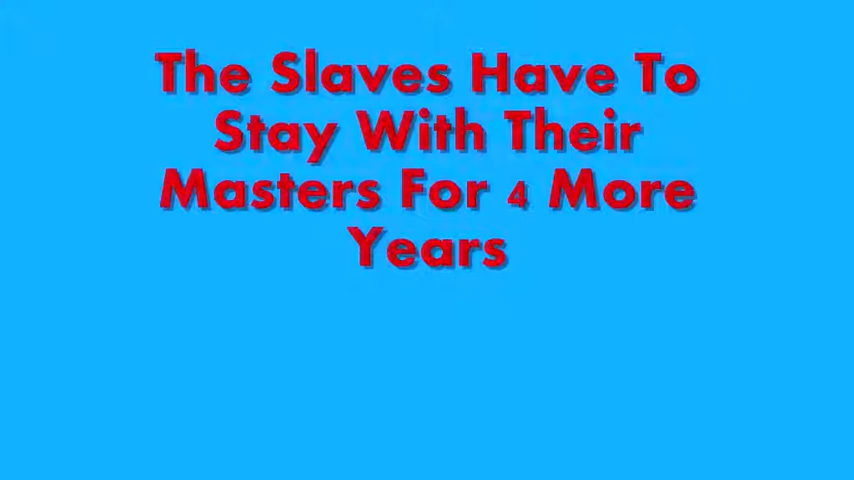 The Slaves Have To
Stay With Their
Masters For 4 More
Years